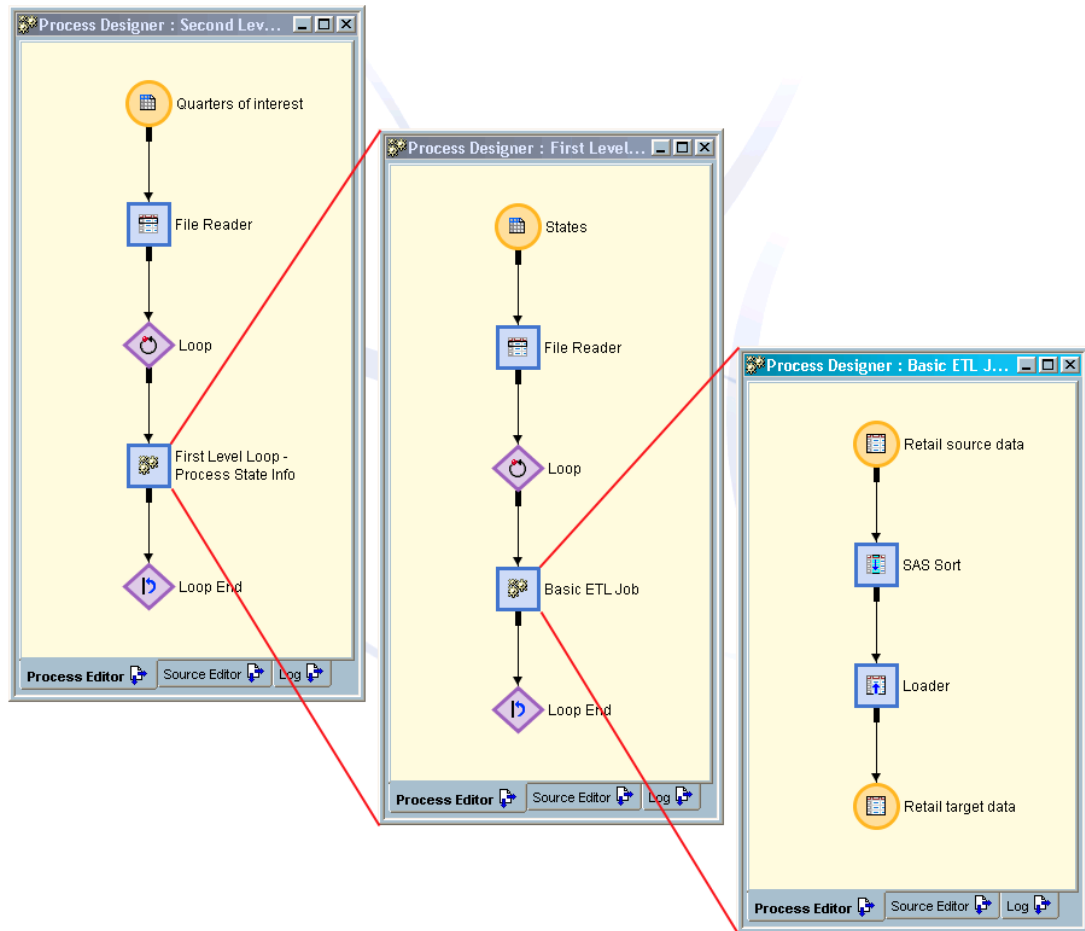 Process Designer : Second Lev...
Quarters of interest
File Reader
Loop
First Level Loop -
Process State Info
Loop End
Process Editor
Source Editor
Log
Process Designer : First Level...
States
File Reader
Loop
Basic ETL Job
Loop End
Process Editor
Source Editor
Log
Process Designer : Basic ETL J...
Retail source data
SAS Sort
Loader
Retail target data
Process Editor
Source Editor
Log